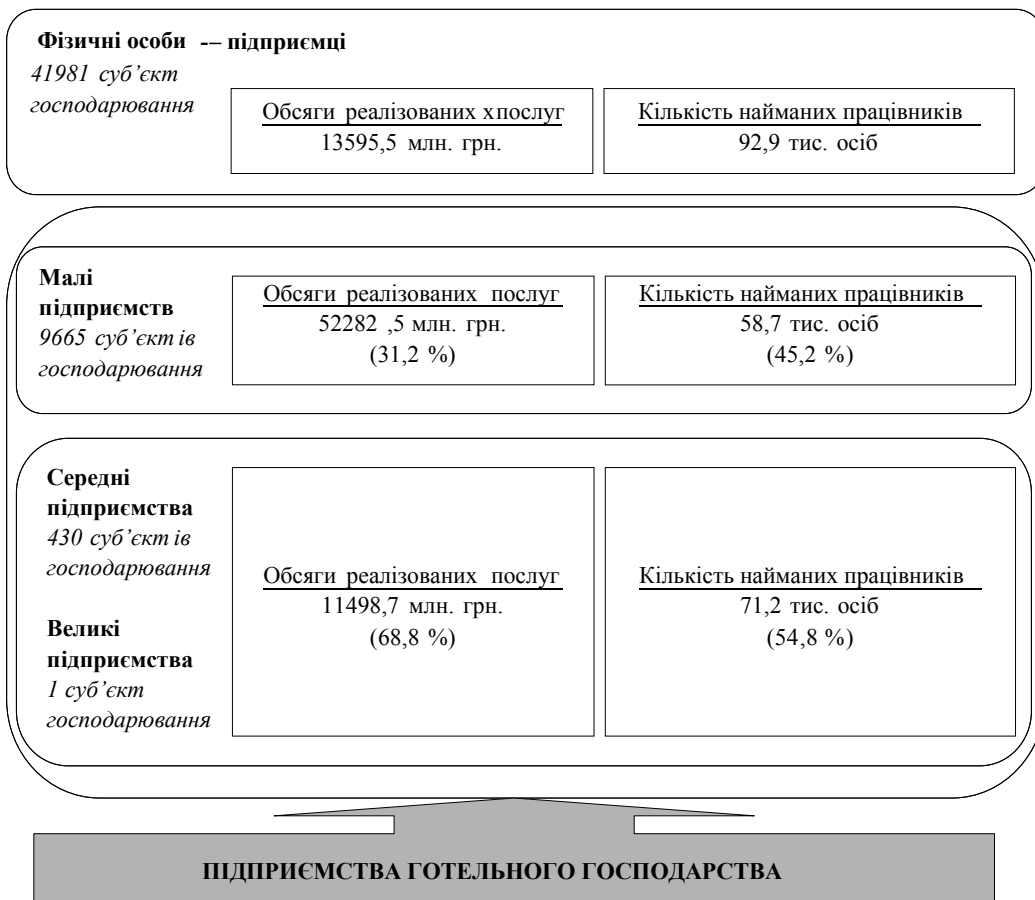 Фізичні особи -– підприємці
41981 суб’єкт
господарювання
Обсяги реалізованих хпослуг
13595,5 млн. грн.
Кількість найманих працівників
92,9 тис. осіб
Малі
підприємств
9665 суб’єкт ів
господарювання
Обсяги реалізованих послуг
52282 ,5 млн. грн.
(31,2 %)
Кількість найманих працівників
58,7 тис. осіб
(45,2 %)
Середні
підприємства
430 суб’єкт ів
господарювання
Великі
підприємства
1 суб’єкт
господарювання
Обсяги реалізованих послуг
11498,7 млн. грн.
(68,8 %)
Кількість найманих працівників
71,2 тис. осіб
(54,8 %)
ПІДПРИЄМСТВА ГОТЕЛЬНОГО ГОСПОДАРСТВА